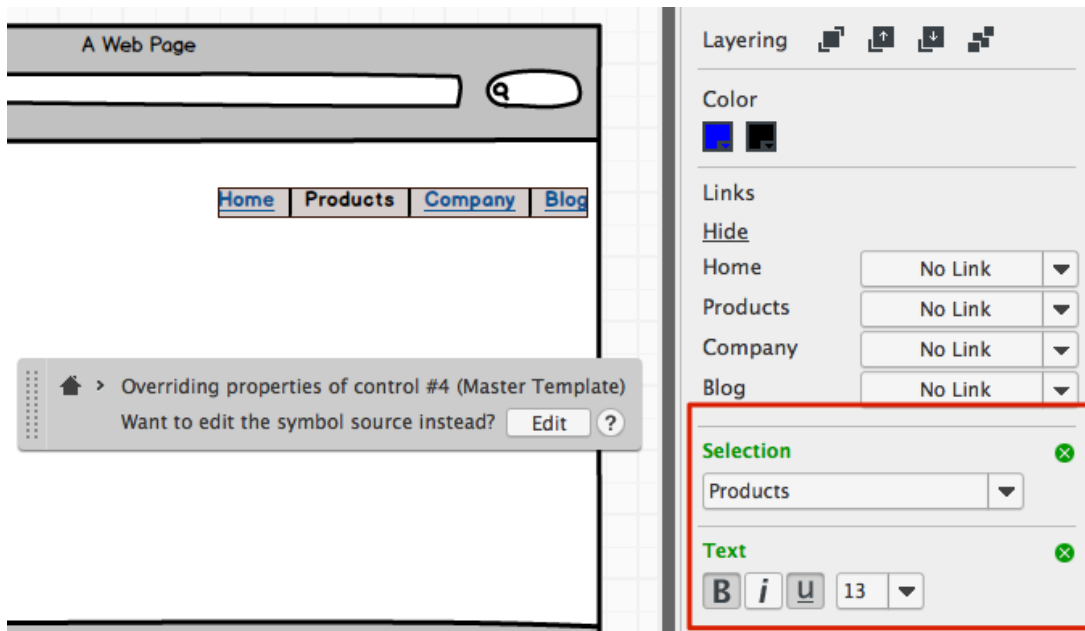 A Web Page
Home Products Company Blog
> Overriding properties of control #4 (Master Template)
Want to edit the symbol source instead? Edit ?
Layering
Color
Links
Hide
Home No Link
Products No Link
Company No Link
Blog No Link
Selection
Products
Text
B i U 13